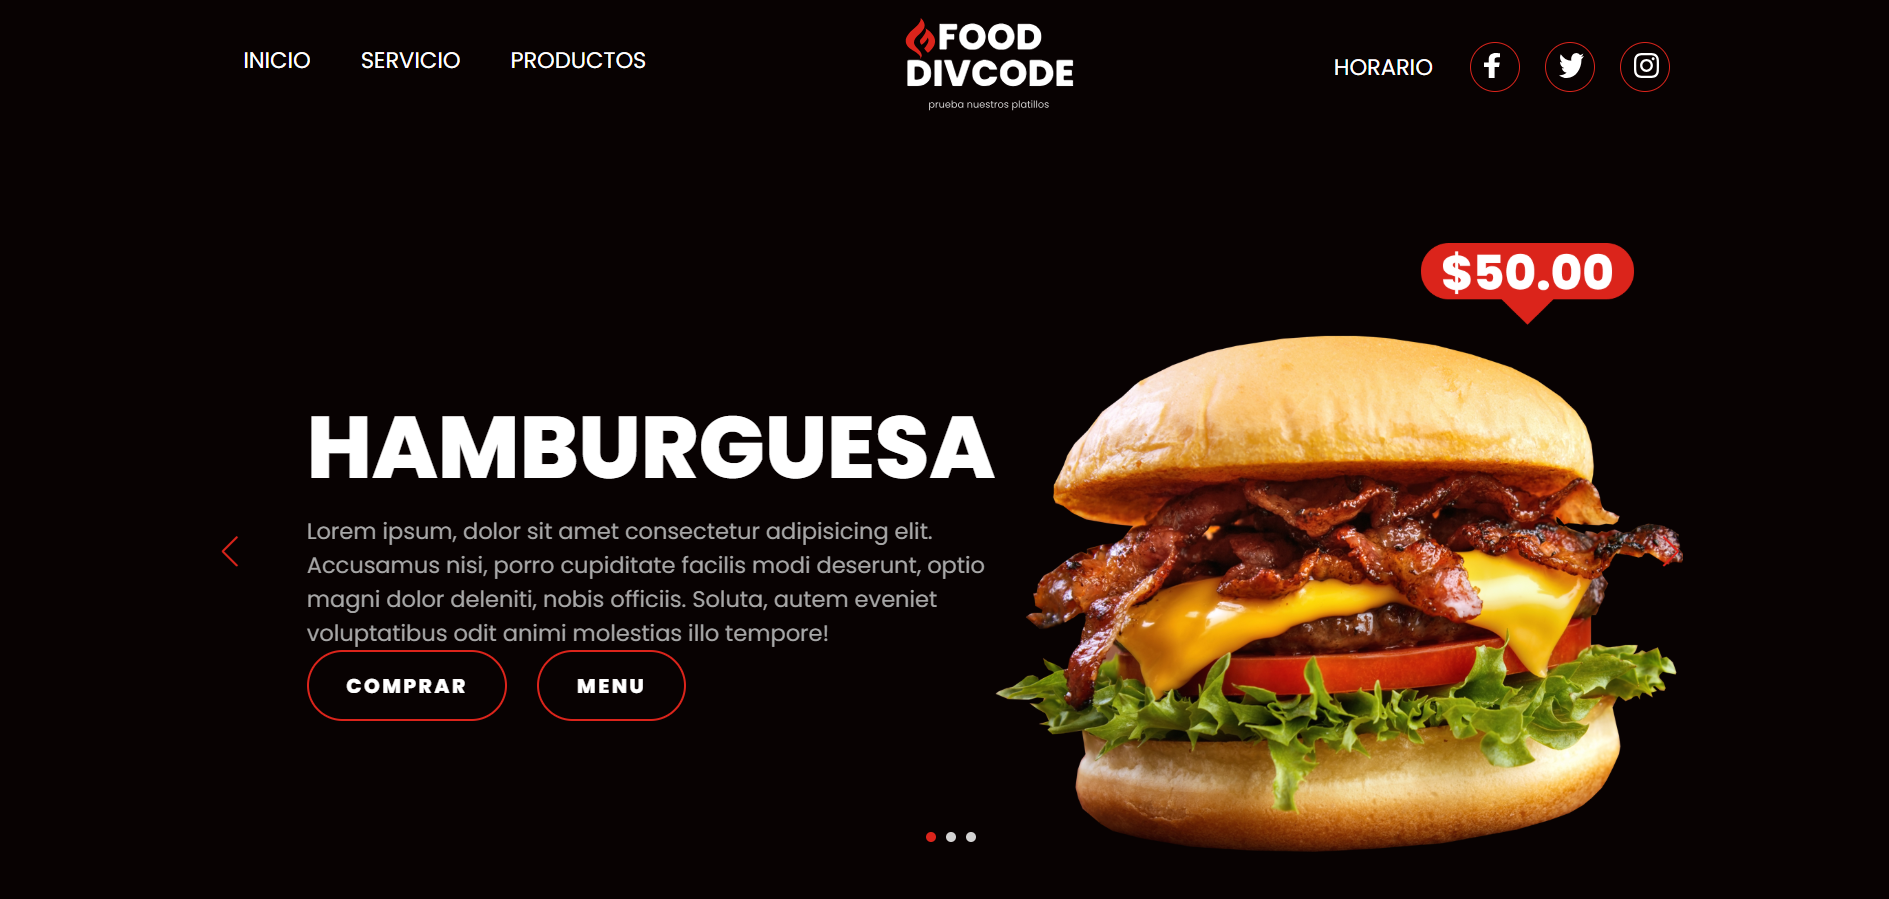 INICIO SERVICIO PRODUCTOS
FOOD
DIVCODE
prueba nuestros platillos
HORARIO
$50.00
HAMBURGUESA
Lorem ipsum, dolor sit amet consectetur adipisicing elit.
Accusamus nisi, porro cupiditate facilis modi deserunt, optio
magni dolor deleniti, nobis officiis. Soluta, autem eveniet
voluptatibus odit animi molestias illo tempore!
COMPRAR MENU